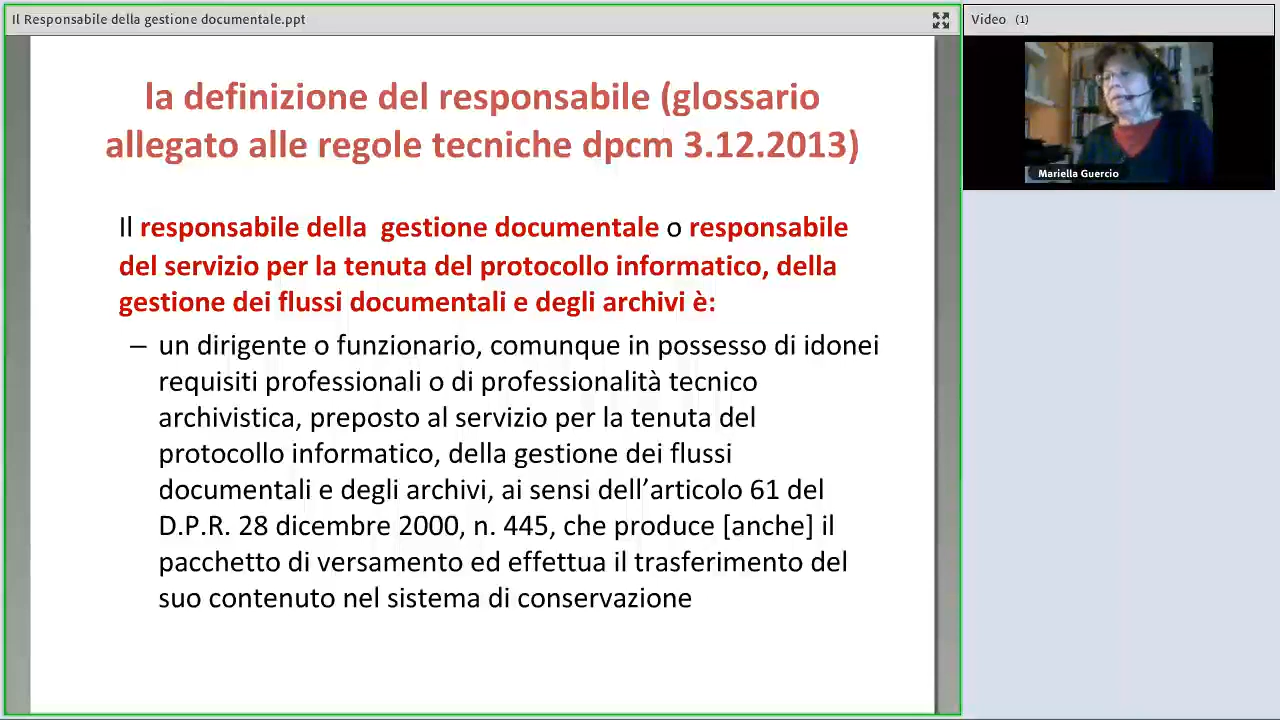 Il Responsabile della gestione documentale.ppt
Video (1)
la definizione del responsabile (glossario
allegato alle regole tecniche dpcm 3.12.2013)
Il responsabile della gestione documentale o responsabile
del servizio per la tenuta del protocollo informatico, della
gestione dei flussi documentali e degli archivi è:
– un dirigente o funzionario, comunque in possesso di idonei
requisiti professionali o di professionalità tecnico
archivistica, preposto al servizio per la tenuta del
protocollo informatico, della gestione dei flussi
documentali e degli archivi, ai sensi dell’articolo 61 del
D.P.R. 28 dicembre 2000, n. 445, che produce [anche] il
pacchetto di versamento ed effettua il trasferimento del
suo contenuto nel sistema di conservazione
Mariella Guercio